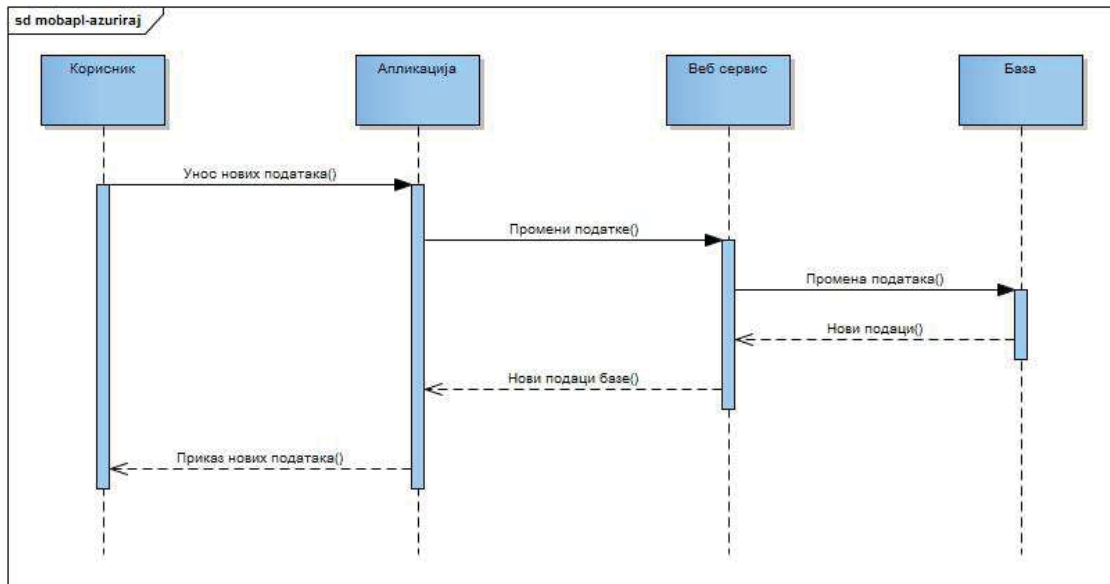 sd mobapl-azuriraj
Корисник
Апликација
Веб сервис
База
Унос нових података()
Промени податке()
Промена података()
Нови подаци()
Нови подаци базе()
Приказ нових података()